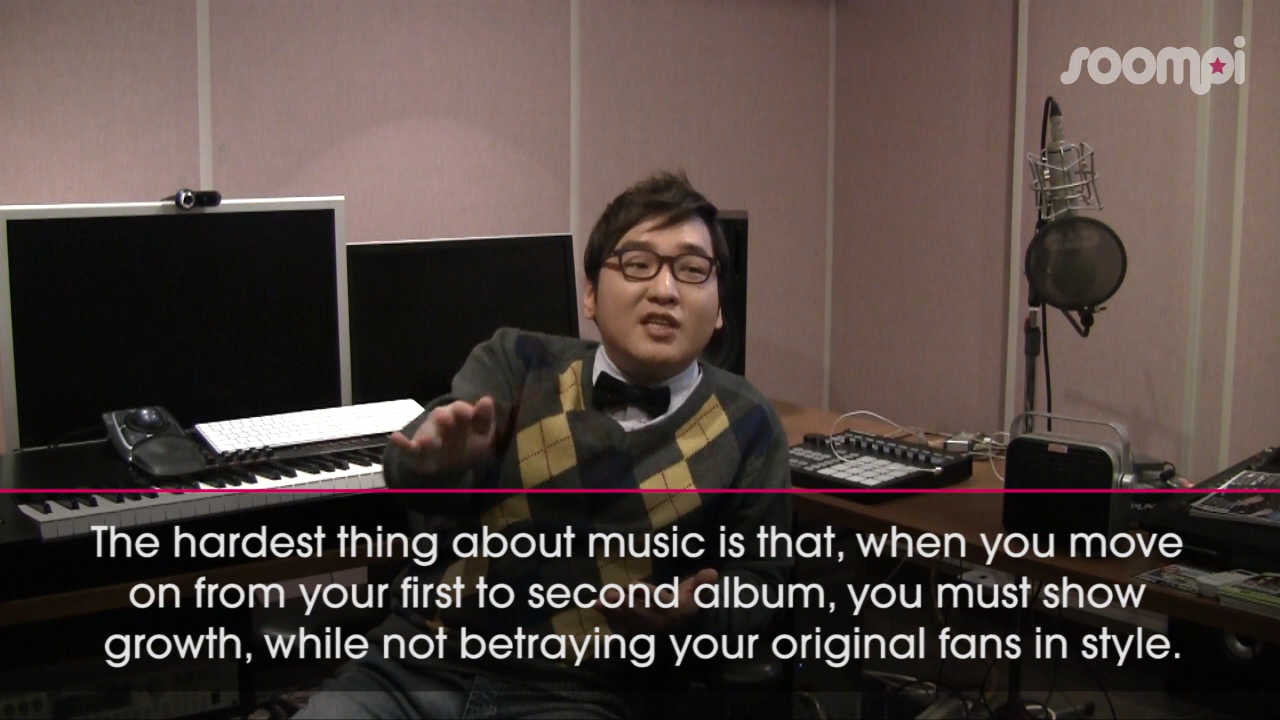 soompi
The hardest thing about music is that, when you move
on from your first to second album, you must show
growth, while not betraying your original fans in style.